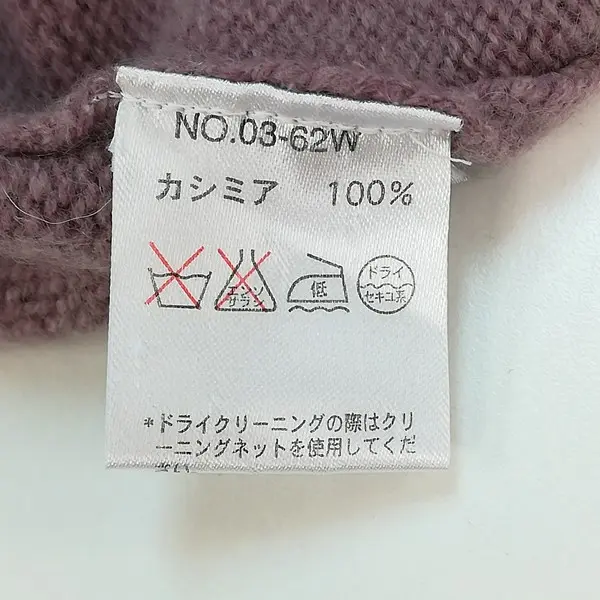 NO.03-62W
カシミア 100%
エンソ
サラシ
低
ドライ
セキユ系
*ドライクリーニングの際はクリ
ーニングネットを使用してくだ